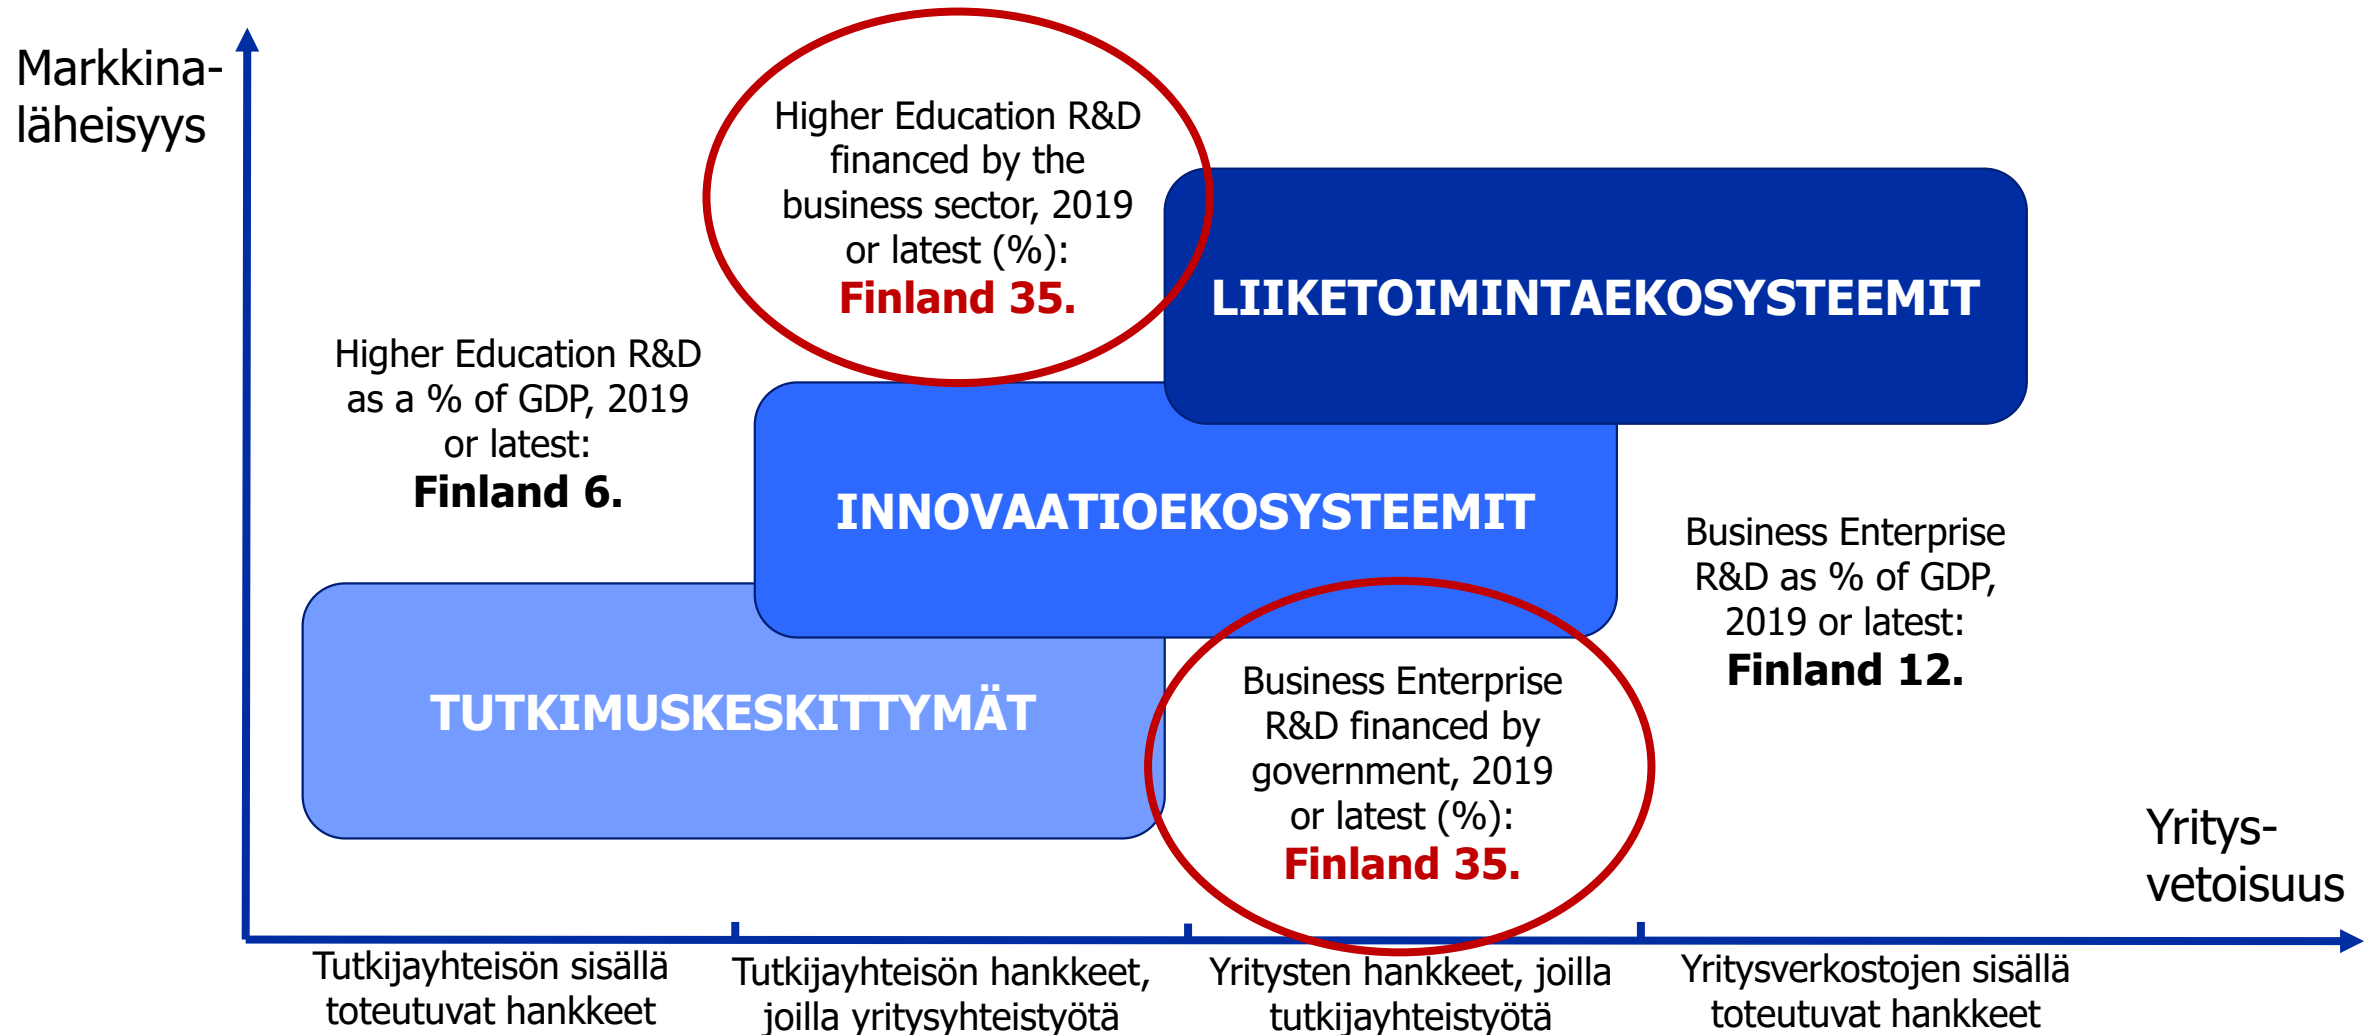 Markkina-
läheisyys
Higher Education R&D
financed by the
business sector, 2019
or latest (%):
Finland 35.
LIIKETOIMINTAEKOSYSTEEMIT
Higher Education R&D
as a % of GDP, 2019
or latest:
Finland 6.
INNOVAATIOEKOSYSTEEMIT
Business Enterprise
R&D as % of GDP,
2019 or latest:
Finland 12.
TUTKIMUSKESKITTYMÄT
Business Enterprise
R&D financed by
government, 2019
or latest (%):
Finland 35.
Yritys-
vetoisuus
Tutkijayhteisön sisällä
toteutuvat hankkeet
Tutkijayhteisön hankkeet,
joilla yritysyhteistyötä
Yritysten hankkeet, joilla
tutkijayhteistyötä
Yritysverkostojen sisällä
toteutuvat hankkeet